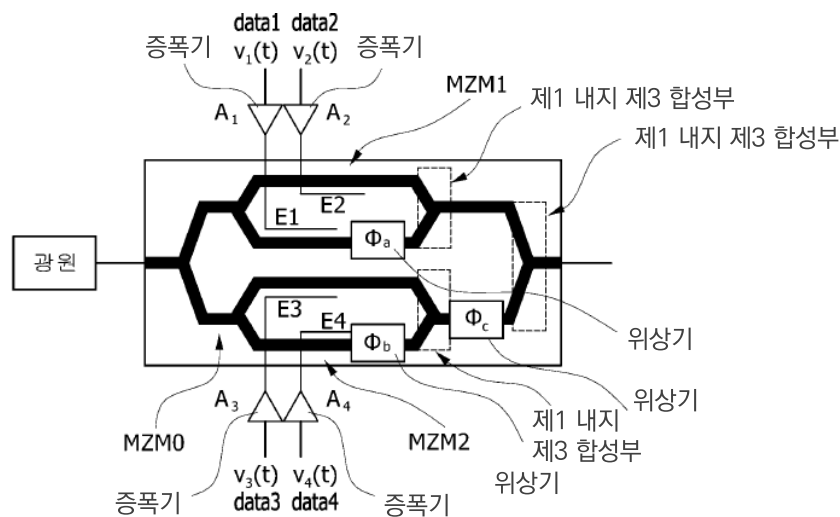 data1 data2
증폭기 v₁(t) v₂(t) 증폭기
MZM1
제1 내지 제3 합성부
A₁ A₂
제1 내지 제3 합성부
E2
E1
Φₐ
광원
E3
E4
Φ_b
Φ_c
위상기
위상기
A₃ A₄
제1 내지
제3 합성부
MZM0 MZM2
위상기
v₃(t) v₄(t)
증폭기 data3 data4 증폭기